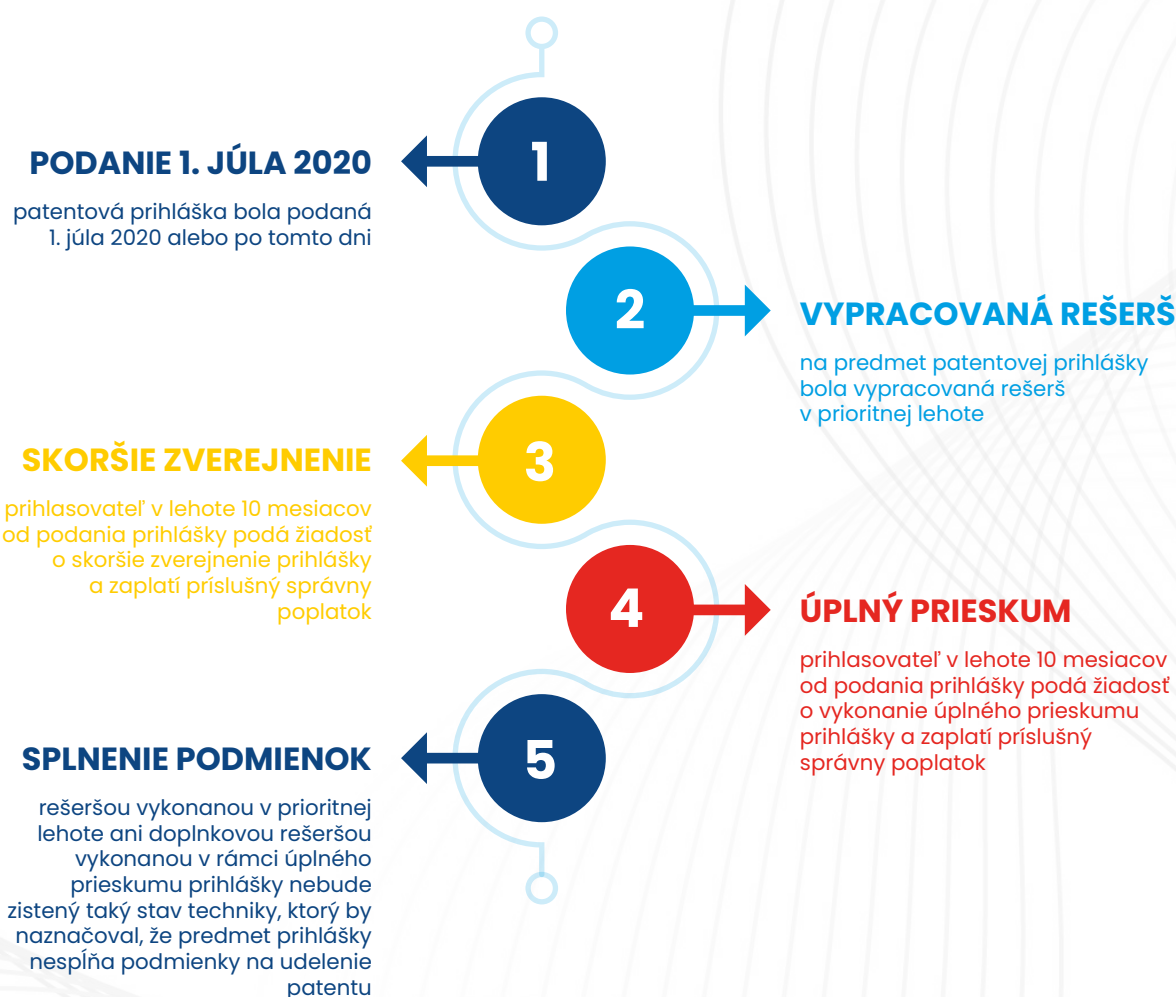 1
PODANIE 1. JÚLA 2020
patentová prihláška bola podaná
1. júla 2020 alebo po tomto dni
2
VYPRACOVANÁ REŠERŠ
na predmet patentovej prihlášky
bola vypracovaná rešerš
v prioritnej lehote
3
SKORŠIE ZVEREJNENIE
prihlasovateľ v lehote 10 mesiacov
od podania prihlášky podá žiadosť
o skoršie zverejnenie prihlášky
a zaplatí príslušný správny
poplatok
4
ÚPLNÝ PRIESKUM
prihlasovateľ v lehote 10 mesiacov
od podania prihlášky podá žiadosť
o vykonanie úplného prieskumu
prihlášky a zaplatí príslušný
správny poplatok
5
SPLNENIE PODMIENOK
rešeršou vykonanou v prioritnej
lehote ani doplnkovou rešeršou
vykonanou v rámci úplného
prieskumu prihlášky nebude
zistený taký stav techniky, ktorý by
naznačoval, že predmet prihlášky
nespĺňa podmienky na udelenie
patentu